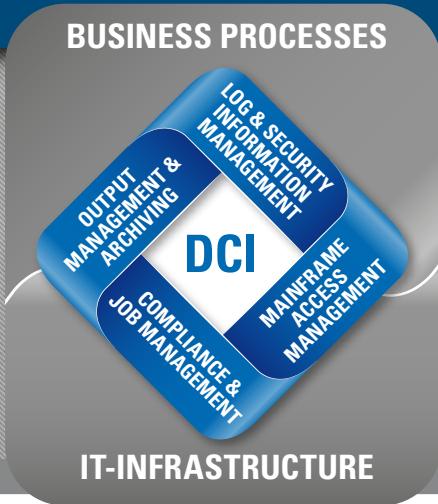 BUSINESS PROCESSES
LOG & SECURITY
INFORMATION
MANAGEMENT
OUTPUT
MANAGEMENT &
ARCHIVING
DCI
MAINFRAME
ACCESS
MANAGEMENT
COMPLIANCE &
JOB MANAGEMENT
IT-INFRASTRUCTURE